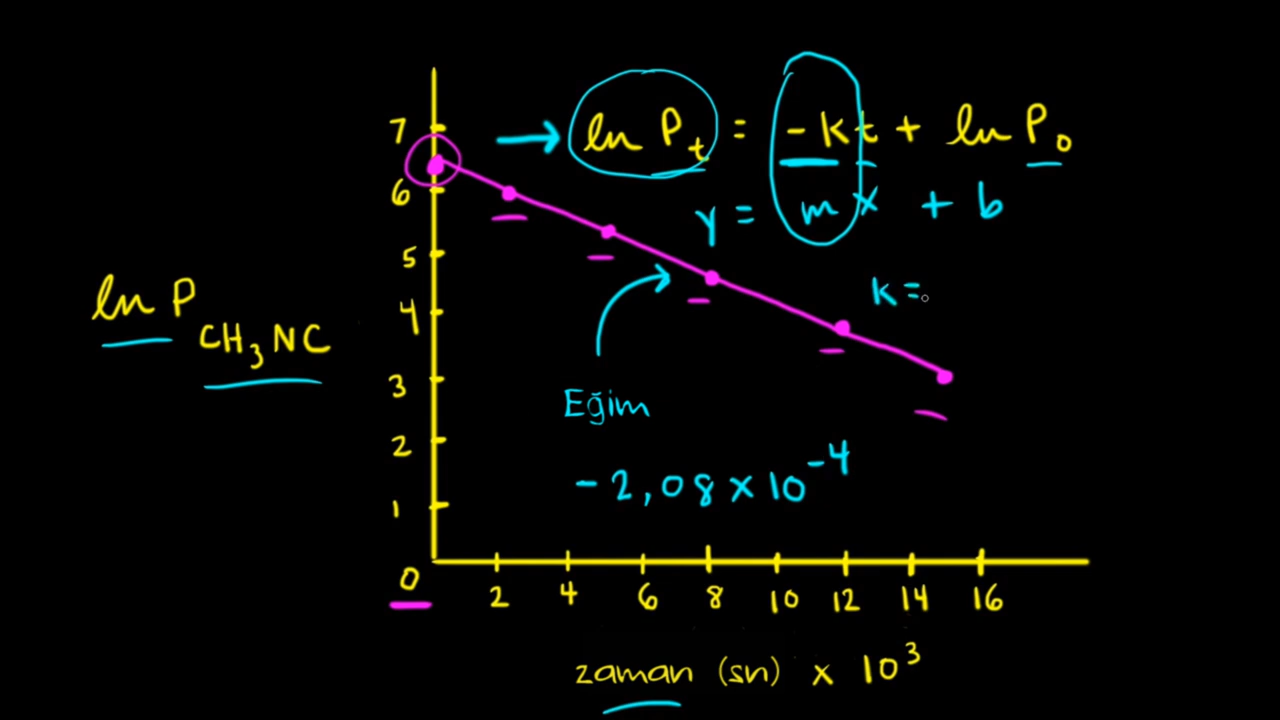 ln Pt = -kt + ln P0
y = mx + b
k =
7
6
5
4
3
2
1
0
ln P CH3NC
Eğim
-2,08 x 10^-4
2 4 6 8 10 12 14 16
zaman (sn) x 10^3